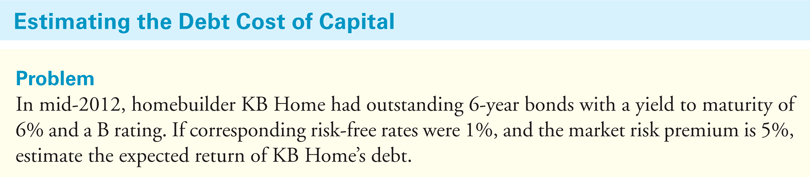 Estimating the Debt Cost of Capital
Problem
In mid-2012, homebuilder KB Home had outstanding 6-year bonds with a yield to maturity of
6% and a B rating. If corresponding risk-free rates were 1%, and the market risk premium is 5%,
estimate the expected return of KB Home’s debt.